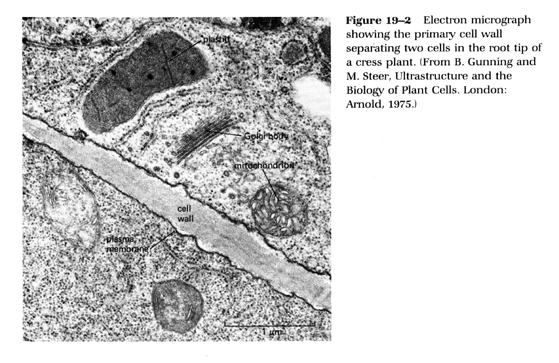 Figure 19–2 Electron micrograph
showing the primary cell wall
separating two cells in the root tip of
a cress plant. (From B. Gunning and
M. Steer, Ultrastructure and the
Biology of Plant Cells. London:
Arnold, 1975.)
plastid
Golgi body
mitochondrion
cell
wall
plasma
membrane
1 µm